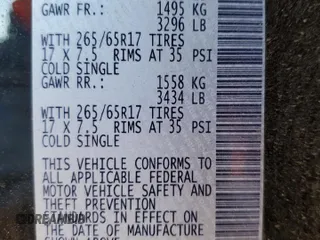 GAWR FR.: 1495 KG
3296 LB
WITH 265/65R17 TIRES
17 X 7.5 RIMS AT 35 PSI
COLD SINGLE
GAWR RR.: 1558 KG
3434 LB
WITH 265/65R17 TIRES
17 X 7.5 RIMS AT 35 PSI
COLD SINGLE
THIS VEHICLE CONFORMS TO
ALL APPLICABLE FEDERAL
MOTOR VEHICLE SAFETY AND
THEFT PREVENTION
STANDARDS IN EFFECT ON
THE DATE OF MANUFACTURE
SHOWN ABOVE